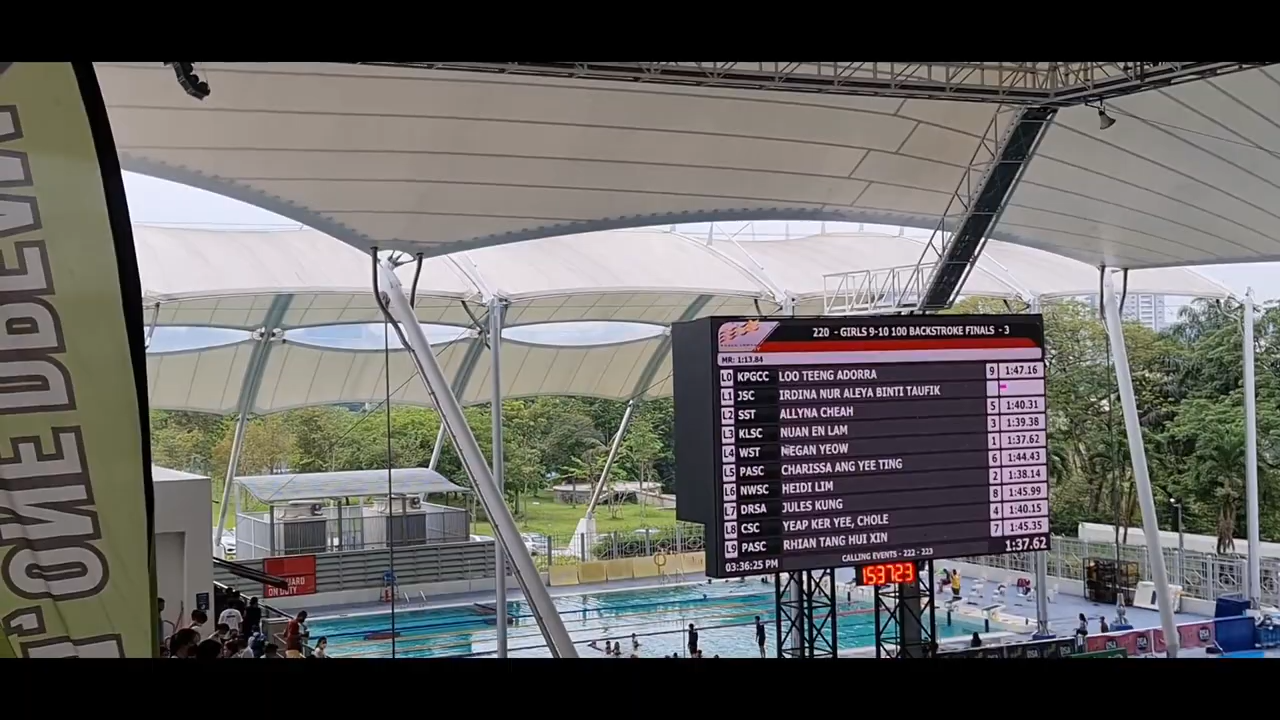 T'ONE DREAM
220 - GIRLS 9-10 100 BACKSTROKE FINALS - 3
MR: 1:13.84
L0 KPGCC LOO TEENG ADORRA 9 1:47.16
L1 JSC IRDINA NUR ALEYA BINTI TAUFIK
L2 SST ALLYNA CHEAH 5 1:40.31
L3 KLSC NUAN EN LAM 3 1:39.38
L4 WST MEGAN YEOW 1 1:37.62
L5 PASC CHARISSA ANG YEE TING 6 1:44.43
L6 NWSC HEIDI LIM 2 1:38.14
L7 DRSA JULES KUNG 8 1:45.99
L8 CSC YEAP KER YEE, CHOLE 4 1:40.15
L9 PASC RHIAN TANG HUI XIN 7 1:45.35
03:36:25 PM CALLING EVENTS - 222 - 223 1:37.62
153723
GUARD
ON DUTY